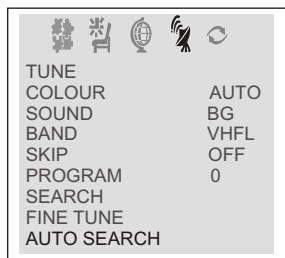 TUNE
COLOUR AUTO
SOUND BG
BAND VHFL
SKIP OFF
PROGRAM 0
SEARCH
FINE TUNE
AUTO SEARCH